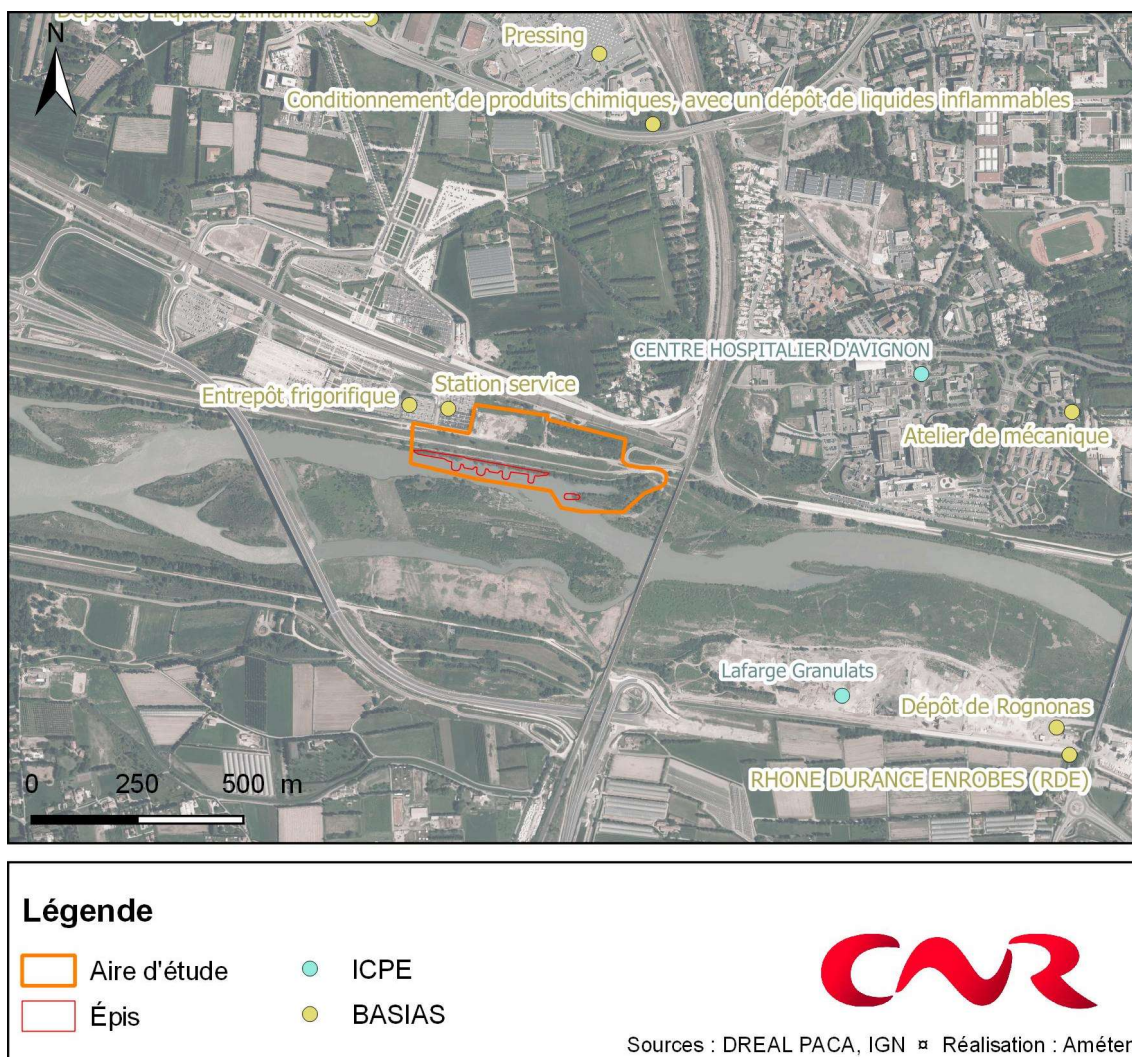 Dépôt de Liquides Inflammables
N
Pressing
Conditionnement de produits chimiques, avec un dépôt de liquides inflammables
CENTRE HOSPITALIER D'AVIGNON
Entrepôt frigorifique
Station service
Atelier de mécanique
Lafarge Granulats
Dépôt de Rognonas
RHONE DURANCE ENROBES (RDE)
0 250 500 m
Légende
Aire d'étude
ICPE
Épis
BASIAS
CNR
Sources : DREAL PACA, IGN ¤ Réalisation : Améten